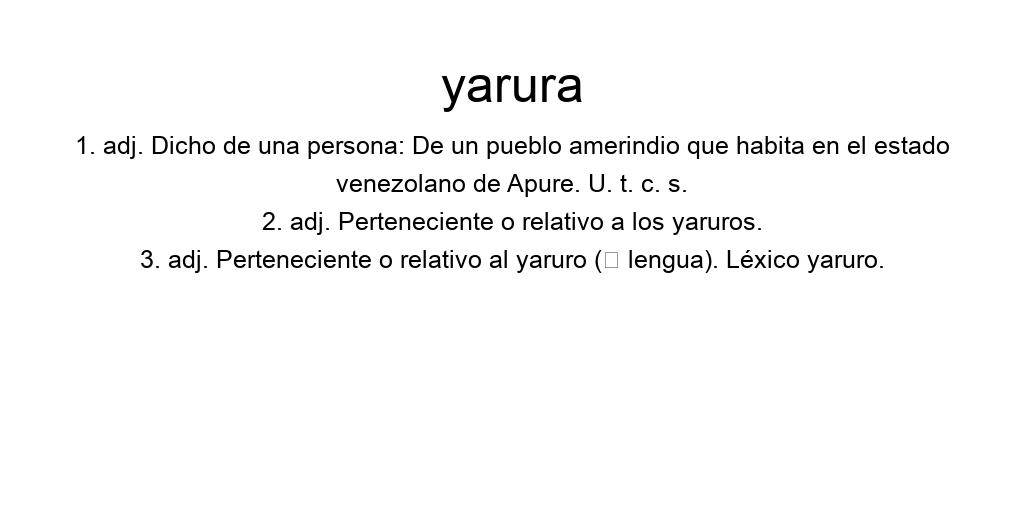 yarura
1. adj. Dicho de una persona: De un pueblo amerindio que habita en el estado
venezolano de Apure. U. t. c. s.
2. adj. Perteneciente o relativo a los yaruros.
3. adj. Perteneciente o relativo al yaruro (□ lengua). Léxico yaruro.